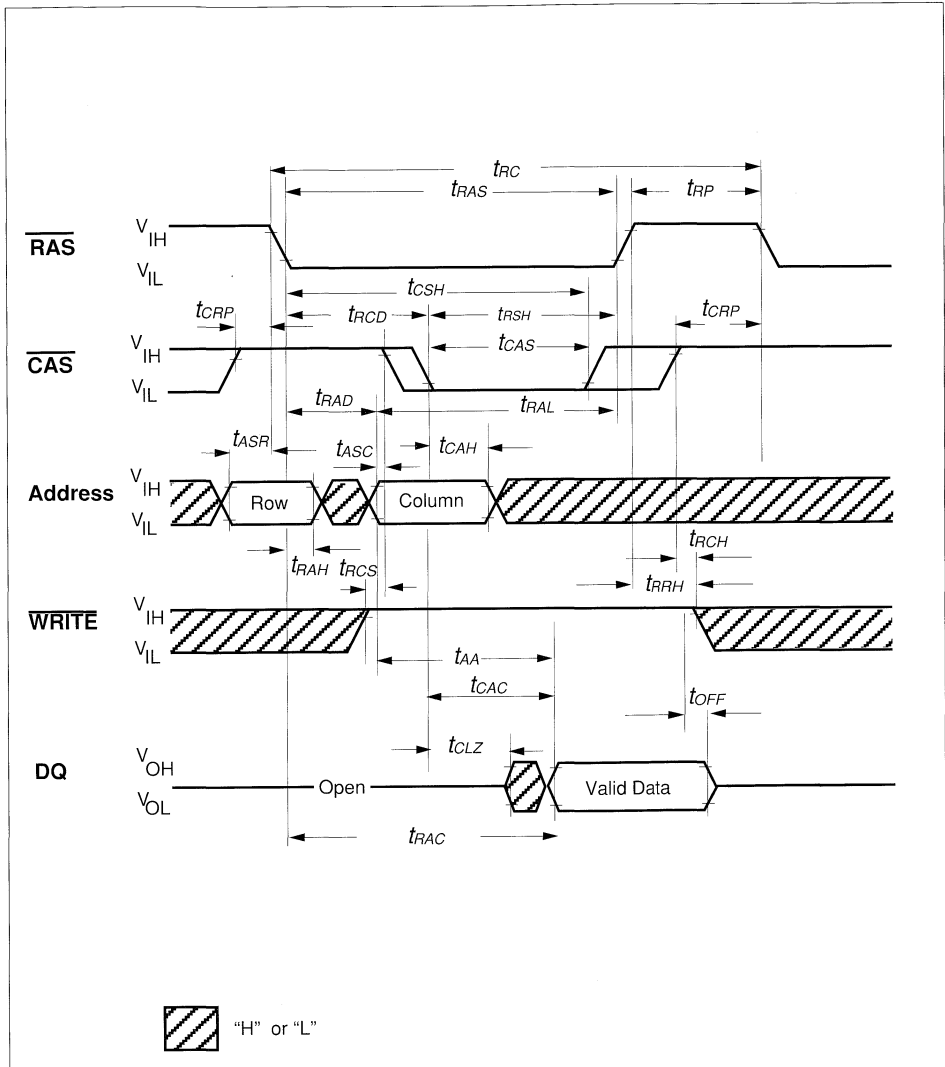 tRC
tRAS
tRP
RAS
VIH
VIL
tCSH
tCRP
tRCD
tRSH
tCRP
CAS
VIH
VIL
tCAS
tRAD
tRAL
tASR
tASC
tCAH
Address
VIH
VIL
Row
Column
tRAH
tRCS
tRCH
tRRH
WRITE
VIH
VIL
tAA
tCAC
tOFF
tCLZ
DQ
VOH
VOL
Open
Valid Data
tRAC
"H" or "L"